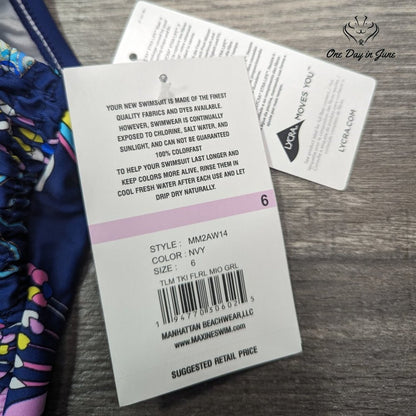 One Day in June
LYCRA MOVES YOU
LYCRA.COM
YOUR NEW SWIMSUIT IS MADE OF THE FINEST
QUALITY FABRICS AND DYES AVAILABLE.
HOWEVER, SWIMWEAR IS CONTINUALLY
EXPOSED TO CHLORINE, SALT WATER, AND
SUNLIGHT, AND CAN NOT BE GUARANTEED
100% COLORFAST
TO HELP YOUR SWIMSUIT LAST LONGER AND
KEEP COLORS MORE ALIVE, RINSE THEM IN
COOL FRESH WATER AFTER EACH USE AND LET
DRIP DRY NATURALLY.
6
STYLE : MM2AW14
COLOR : NVY
SIZE : 6
TLM TKI FLRL MIO GRL
1 94770 50602 5
MANHATTAN BEACHWEAR,LLC
WWW.MAXINESWIM.COM
SUGGESTED RETAIL PRICE